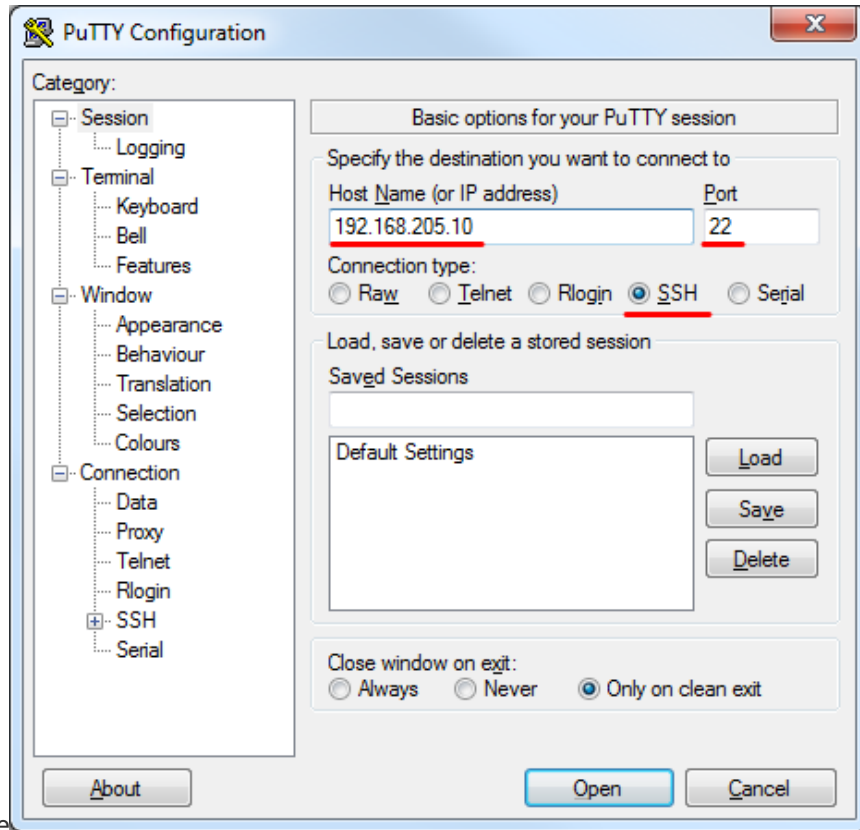 PuTTY Configuration
Category:
Session
Logging
Terminal
Keyboard
Bell
Features
Window
Appearance
Behaviour
Translation
Selection
Colours
Connection
Data
Proxy
Telnet
Rlogin
SSH
Serial
Basic options for your PuTTY session
Specify the destination you want to connect to
Host Name (or IP address) Port
192.168.205.10 22
Connection type:
Raw Telnet Rlogin SSH Serial
Load, save or delete a stored session
Saved Sessions
Default Settings
Load
Save
Delete
Close window on exit:
Always Never Only on clean exit
About Open Cancel
e